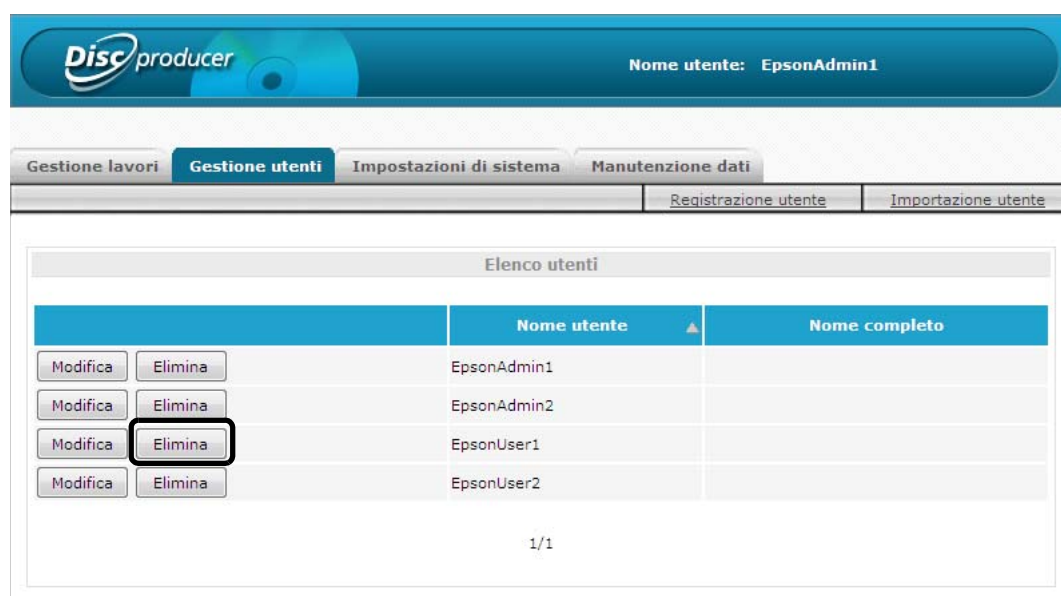 Disc producer
Nome utente: EpsonAdmin1
Gestione lavori Gestione utenti Impostazioni di sistema Manutenzione dati
Registrazione utente Importazione utente
Elenco utenti
Nome utente Nome completo
Modifica Elimina EpsonAdmin1
Modifica Elimina EpsonAdmin2
Modifica Elimina EpsonUser1
Modifica Elimina EpsonUser2
1/1